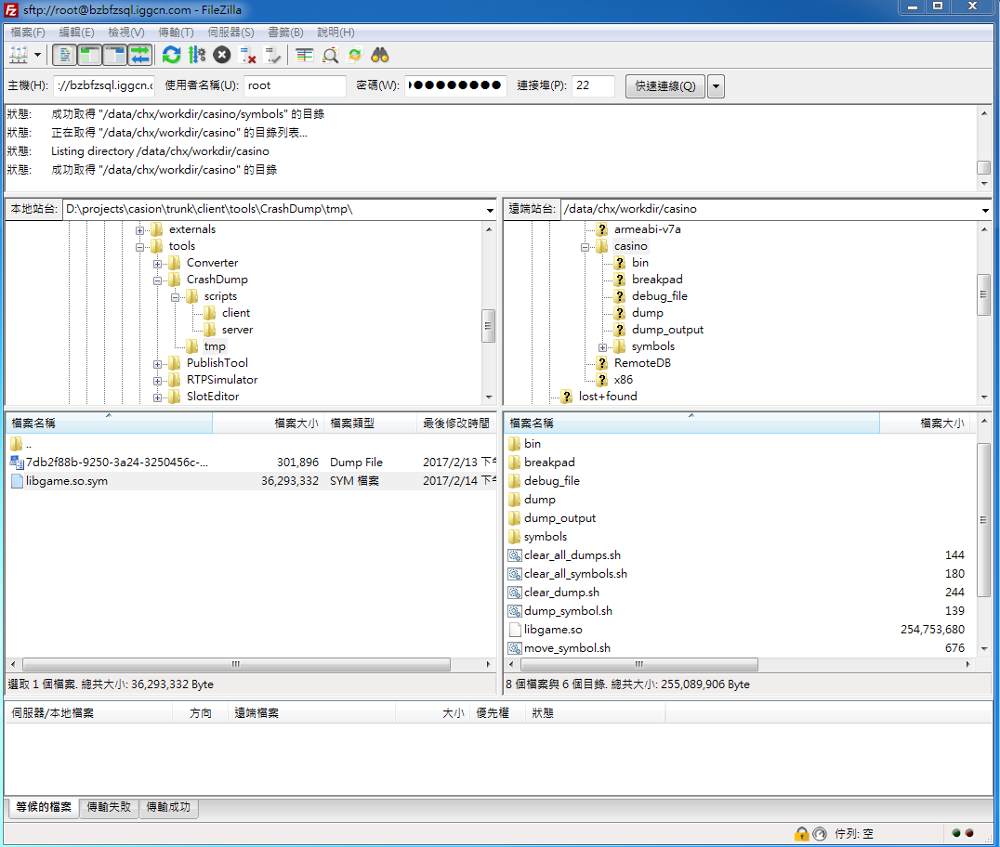 sftp://root@bzbfzsql.iggcn.com - FileZilla
檔案(F) 編輯(E) 檢視(V) 傳輸(T) 伺服器(S) 書籤(B) 說明(H)
主機(H): ://bzbfzsql.iggcn.c 使用者名稱(U): root 密碼(W): ●●●●●●●●● 連接埠(P): 22 快速連線(Q)
狀態: 成功取得 "/data/chx/workdir/casino/symbols" 的目錄
狀態: 正在取得 "/data/chx/workdir/casino" 的目錄列表...
狀態: Listing directory /data/chx/workdir/casino
狀態: 成功取得 "/data/chx/workdir/casino" 的目錄
本地站台: D:\projects\casion\trunk\client\tools\CrashDump\tmp\
externals
tools
Converter
CrashDump
scripts
client
server
tmp
PublishTool
RTPSimulator
SlotEditor
遠端站台: /data/chx/workdir/casino
armeabi-v7a
casino
bin
breakpad
debug_file
dump
dump_output
symbols
RemoteDB
x86
lost+found
檔案名稱 檔案大小 檔案類型 最後修改時間
..
7db2f88b-9250-3a24-3250456c-... 301,896 Dump File 2017/2/13 下午
libgame.so.sym 36,293,332 SYM 檔案 2017/2/14 下午
選取 1 個檔案. 總共大小: 36,293,332 Byte
檔案名稱 檔案大小
bin
breakpad
debug_file
dump
dump_output
symbols
clear_all_dumps.sh 144
clear_all_symbols.sh 180
clear_dump.sh 244
dump_symbol.sh 139
libgame.so 254,753,680
move_symbol.sh 676
8 個檔案與 6 個目錄. 總共大小: 255,089,906 Byte
伺服器/本地檔案 方向 遠端檔案 大小 優先權 狀態
等候的檔案 傳輸失敗 傳輸成功
佇列: 空